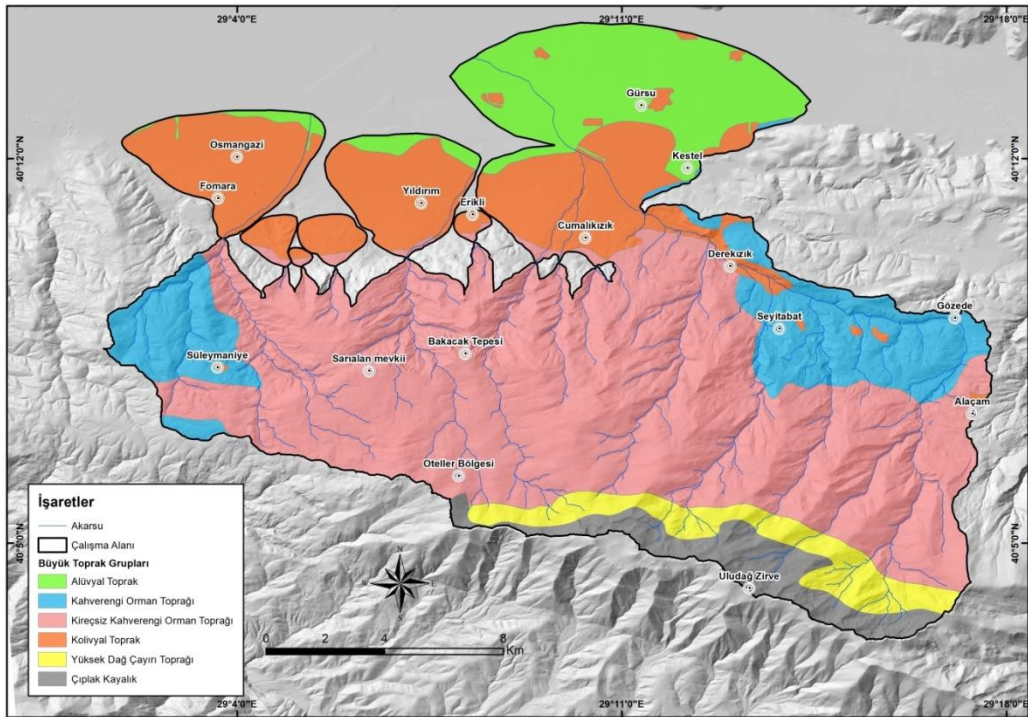 29°4'0"E
29°11'0"E
29°18'0"E
Gürsu
40°12'0"N
40°12'0"N
Osmangazi
Kestel
Fomara
Yıldırım
Erikli
Cumalıkızık
Derekızık
Gözede
Seyitabat
Bakacak Tepesi
Süleymaniye
Sarıalan mevkii
Alaçam
Oteller Bölgesi
İşaretler
Akarsu
Çalışma Alanı
Büyük Toprak Grupları
Alüvyal Toprak
Kahverengi Orman Toprağı
Kireçsiz Kahverengi Orman Toprağı
Kolivyal Toprak
Yüksek Dağ Çayırı Toprağı
Çıplak Kayalık
40°5'0"N
40°5'0"N
N
W
E
S
Uludağ Zirve
0 2 4 8
Km
29°4'0"E
29°11'0"E
29°18'0"E